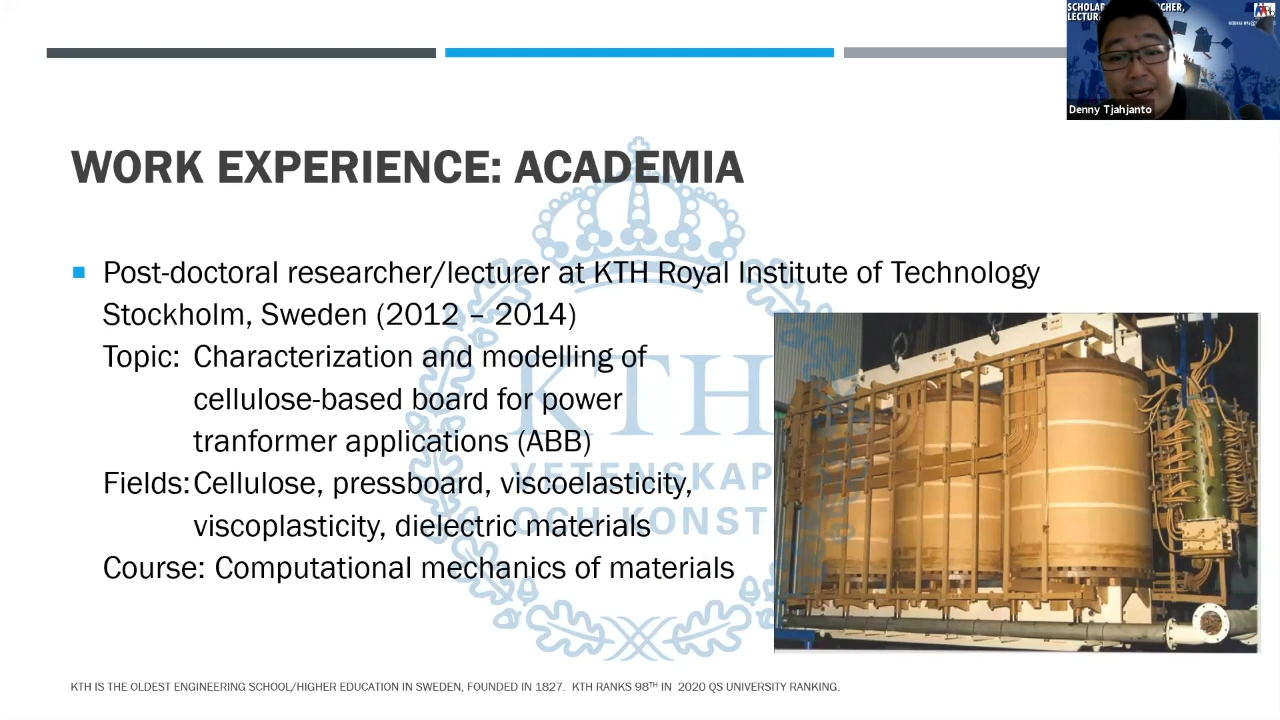 SCHOLAR
CHER,
LECTUR
Denny Tjahjanto
WORK EXPERIENCE: ACADEMIA
Post-doctoral researcher/lecturer at KTH Royal Institute of Technology
Stockholm, Sweden (2012 – 2014)
Topic: Characterization and modelling of
cellulose-based board for power
tranformer applications (ABB)
Fields: Cellulose, pressboard, viscoelasticity,
viscoplasticity, dielectric materials
Course: Computational mechanics of materials
KTH
VETENSKAP
OCH KONST
KTH IS THE OLDEST ENGINEERING SCHOOL/HIGHER EDUCATION IN SWEDEN, FOUNDED IN 1827. KTH RANKS 98TH IN 2020 QS UNIVERSITY RANKING.